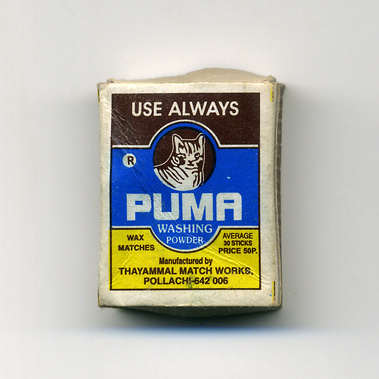 USE ALWAYS
R
PUMA
WASHING
POWDER
WAX
MATCHES
AVERAGE
30 STICKS
PRICE 50P.
Manufactured by
THAYAMMAL MATCH WORKS,
POLLACHI-642 006